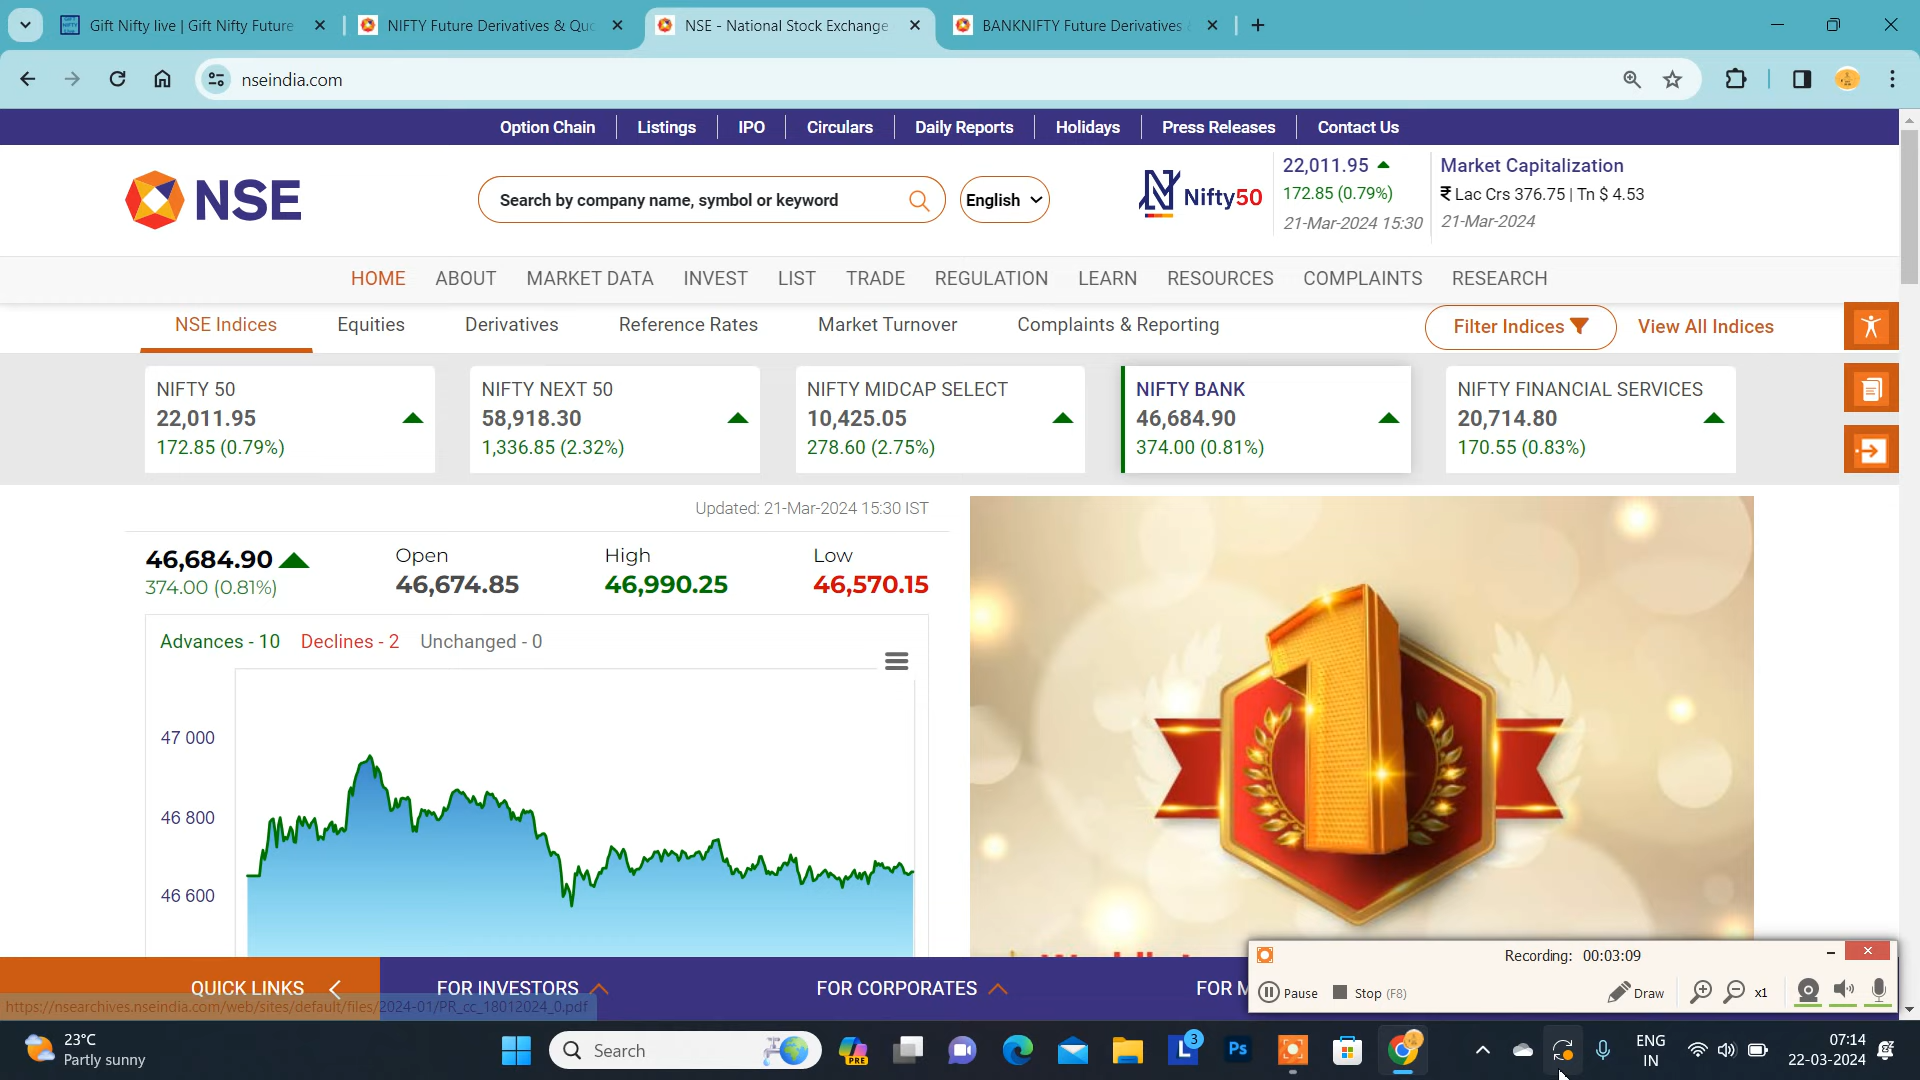 Gift Nifty live | Gift Nifty Future
NIFTY Future Derivatives & Quo
NSE - National Stock Exchange
BANKNIFTY Future Derivatives
nseindia.com
Option Chain
Listings
IPO
Circulars
Daily Reports
Holidays
Press Releases
Contact Us
NSE
Search by company name, symbol or keyword
English
Nifty50
22,011.95
172.85 (0.79%)
21-Mar-2024 15:30
Market Capitalization
₹ Lac Crs 376.75 | Tn $ 4.53
21-Mar-2024
HOME
ABOUT
MARKET DATA
INVEST
LIST
TRADE
REGULATION
LEARN
RESOURCES
COMPLAINTS
RESEARCH
NSE Indices
Equities
Derivatives
Reference Rates
Market Turnover
Complaints & Reporting
Filter Indices
View All Indices
NIFTY 50
22,011.95
172.85 (0.79%)
NIFTY NEXT 50
58,918.30
1,336.85 (2.32%)
NIFTY MIDCAP SELECT
10,425.05
278.60 (2.75%)
NIFTY BANK
46,684.90
374.00 (0.81%)
NIFTY FINANCIAL SERVICES
20,714.80
170.55 (0.83%)
Updated: 21-Mar-2024 15:30 IST
46,684.90
374.00 (0.81%)
Open
46,674.85
High
46,990.25
Low
46,570.15
Advances - 10
Declines - 2
Unchanged - 0
47 000
46 800
46 600
1
Recording: 00:03:09
Pause
Stop (F8)
Draw
x1
QUICK LINKS
FOR INVESTORS
FOR CORPORATES
FOR M
https://nsearchives.nseindia.com/web/sites/default/files/2024-01/PR_cc_18012024_0.pdf
23°C
Partly sunny
Search
PRE
L
3
Ps
ENG
IN
07:14
22-03-2024